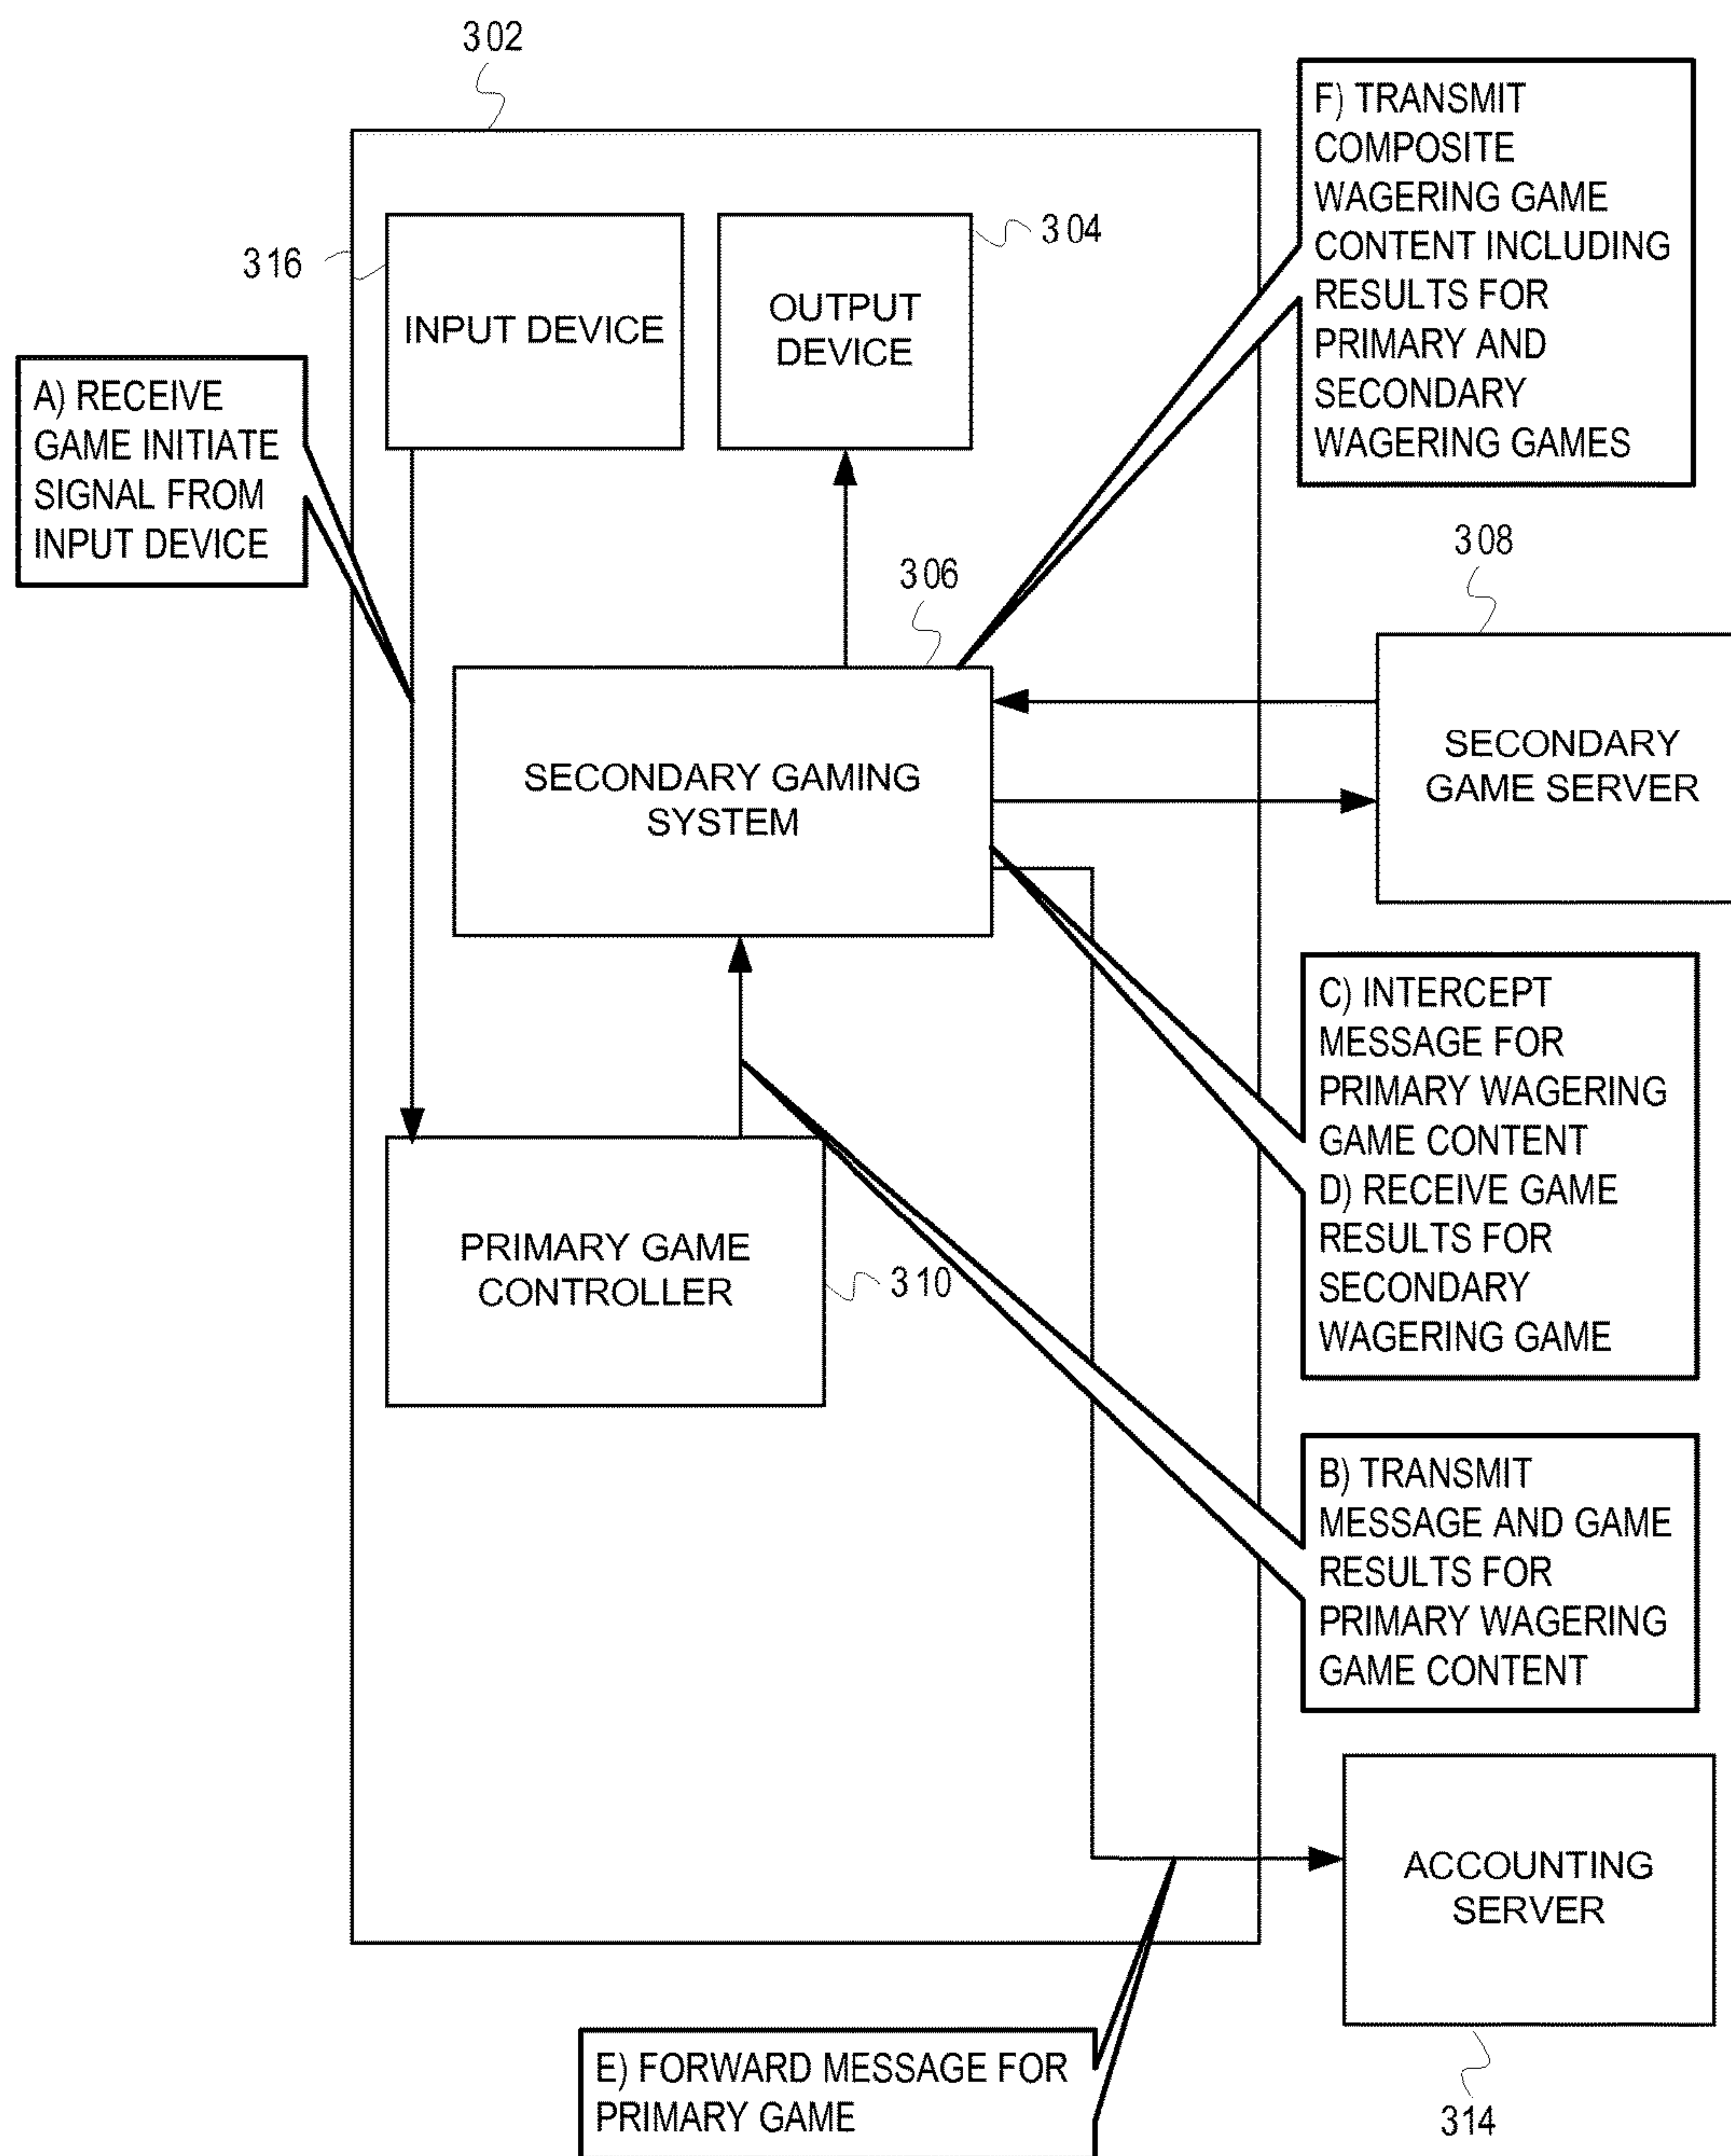 302
F) TRANSMIT
COMPOSITE
WAGERING GAME
CONTENT INCLUDING
RESULTS FOR
PRIMARY AND
SECONDARY
WAGERING GAMES
316
304
INPUT DEVICE
OUTPUT
DEVICE
A) RECEIVE
GAME INITIATE
SIGNAL FROM
INPUT DEVICE
306
308
SECONDARY GAMING
SYSTEM
SECONDARY
GAME SERVER
C) INTERCEPT
MESSAGE FOR
PRIMARY WAGERING
GAME CONTENT
D) RECEIVE GAME
RESULTS FOR
SECONDARY
WAGERING GAME
PRIMARY GAME
CONTROLLER
310
B) TRANSMIT
MESSAGE AND GAME
RESULTS FOR
PRIMARY WAGERING
GAME CONTENT
ACCOUNTING
SERVER
E) FORWARD MESSAGE FOR
PRIMARY GAME
314